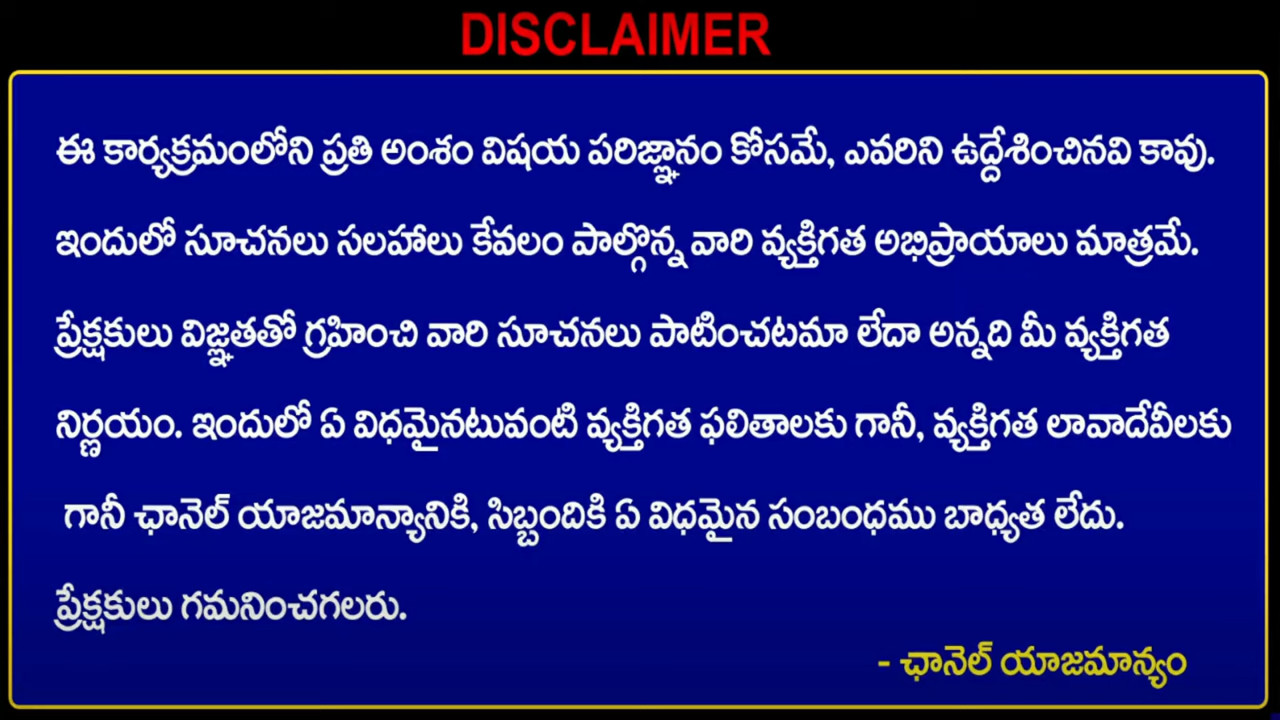 DISCLAIMER
ఈ కార్యక్రమంలోని ప్రతి అంశం విషయ పరిజ్ఞానం కోసమే, ఎవరిని ఉద్దేశించినవి కావు.
ఇందులో సూచనలు సలహాలు కేవలం పాల్గొన్న వారి వ్యక్తిగత అభిప్రాయాలు మాత్రమే.
ప్రేక్షకులు విజ్ఞతతో గ్రహించి వారి సూచనలు పాటించటమా లేదా అన్నది మీ వ్యక్తిగత
నిర్ణయం. ఇందులో ఏ విధమైనటువంటి వ్యక్తిగత ఫలితాలకు గానీ, వ్యక్తిగత లావాదేవీలకు
గానీ ఛానెల్ యాజమాన్యానికి, సిబ్బందికి ఏ విధమైన సంబంధము బాధ్యత లేదు.
ప్రేక్షకులు గమనించగలరు.
- ఛానెల్ యాజమాన్యం